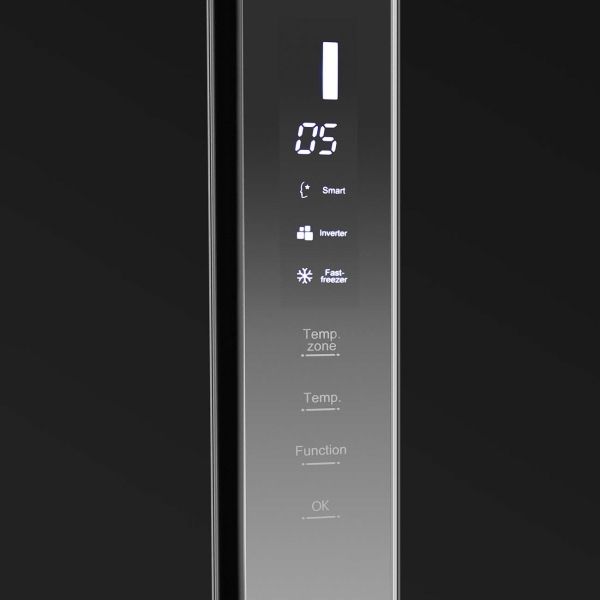 05
Smart
Inverter
Fast-
freezer
Temp.
zone
Temp.
Function
OK